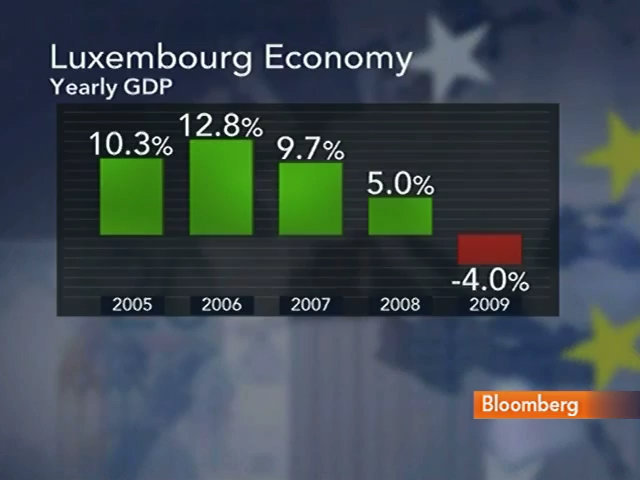 Luxembourg Economy
Yearly GDP
10.3% 12.8% 9.7% 5.0% -4.0%
2005 2006 2007 2008 2009
Bloomberg